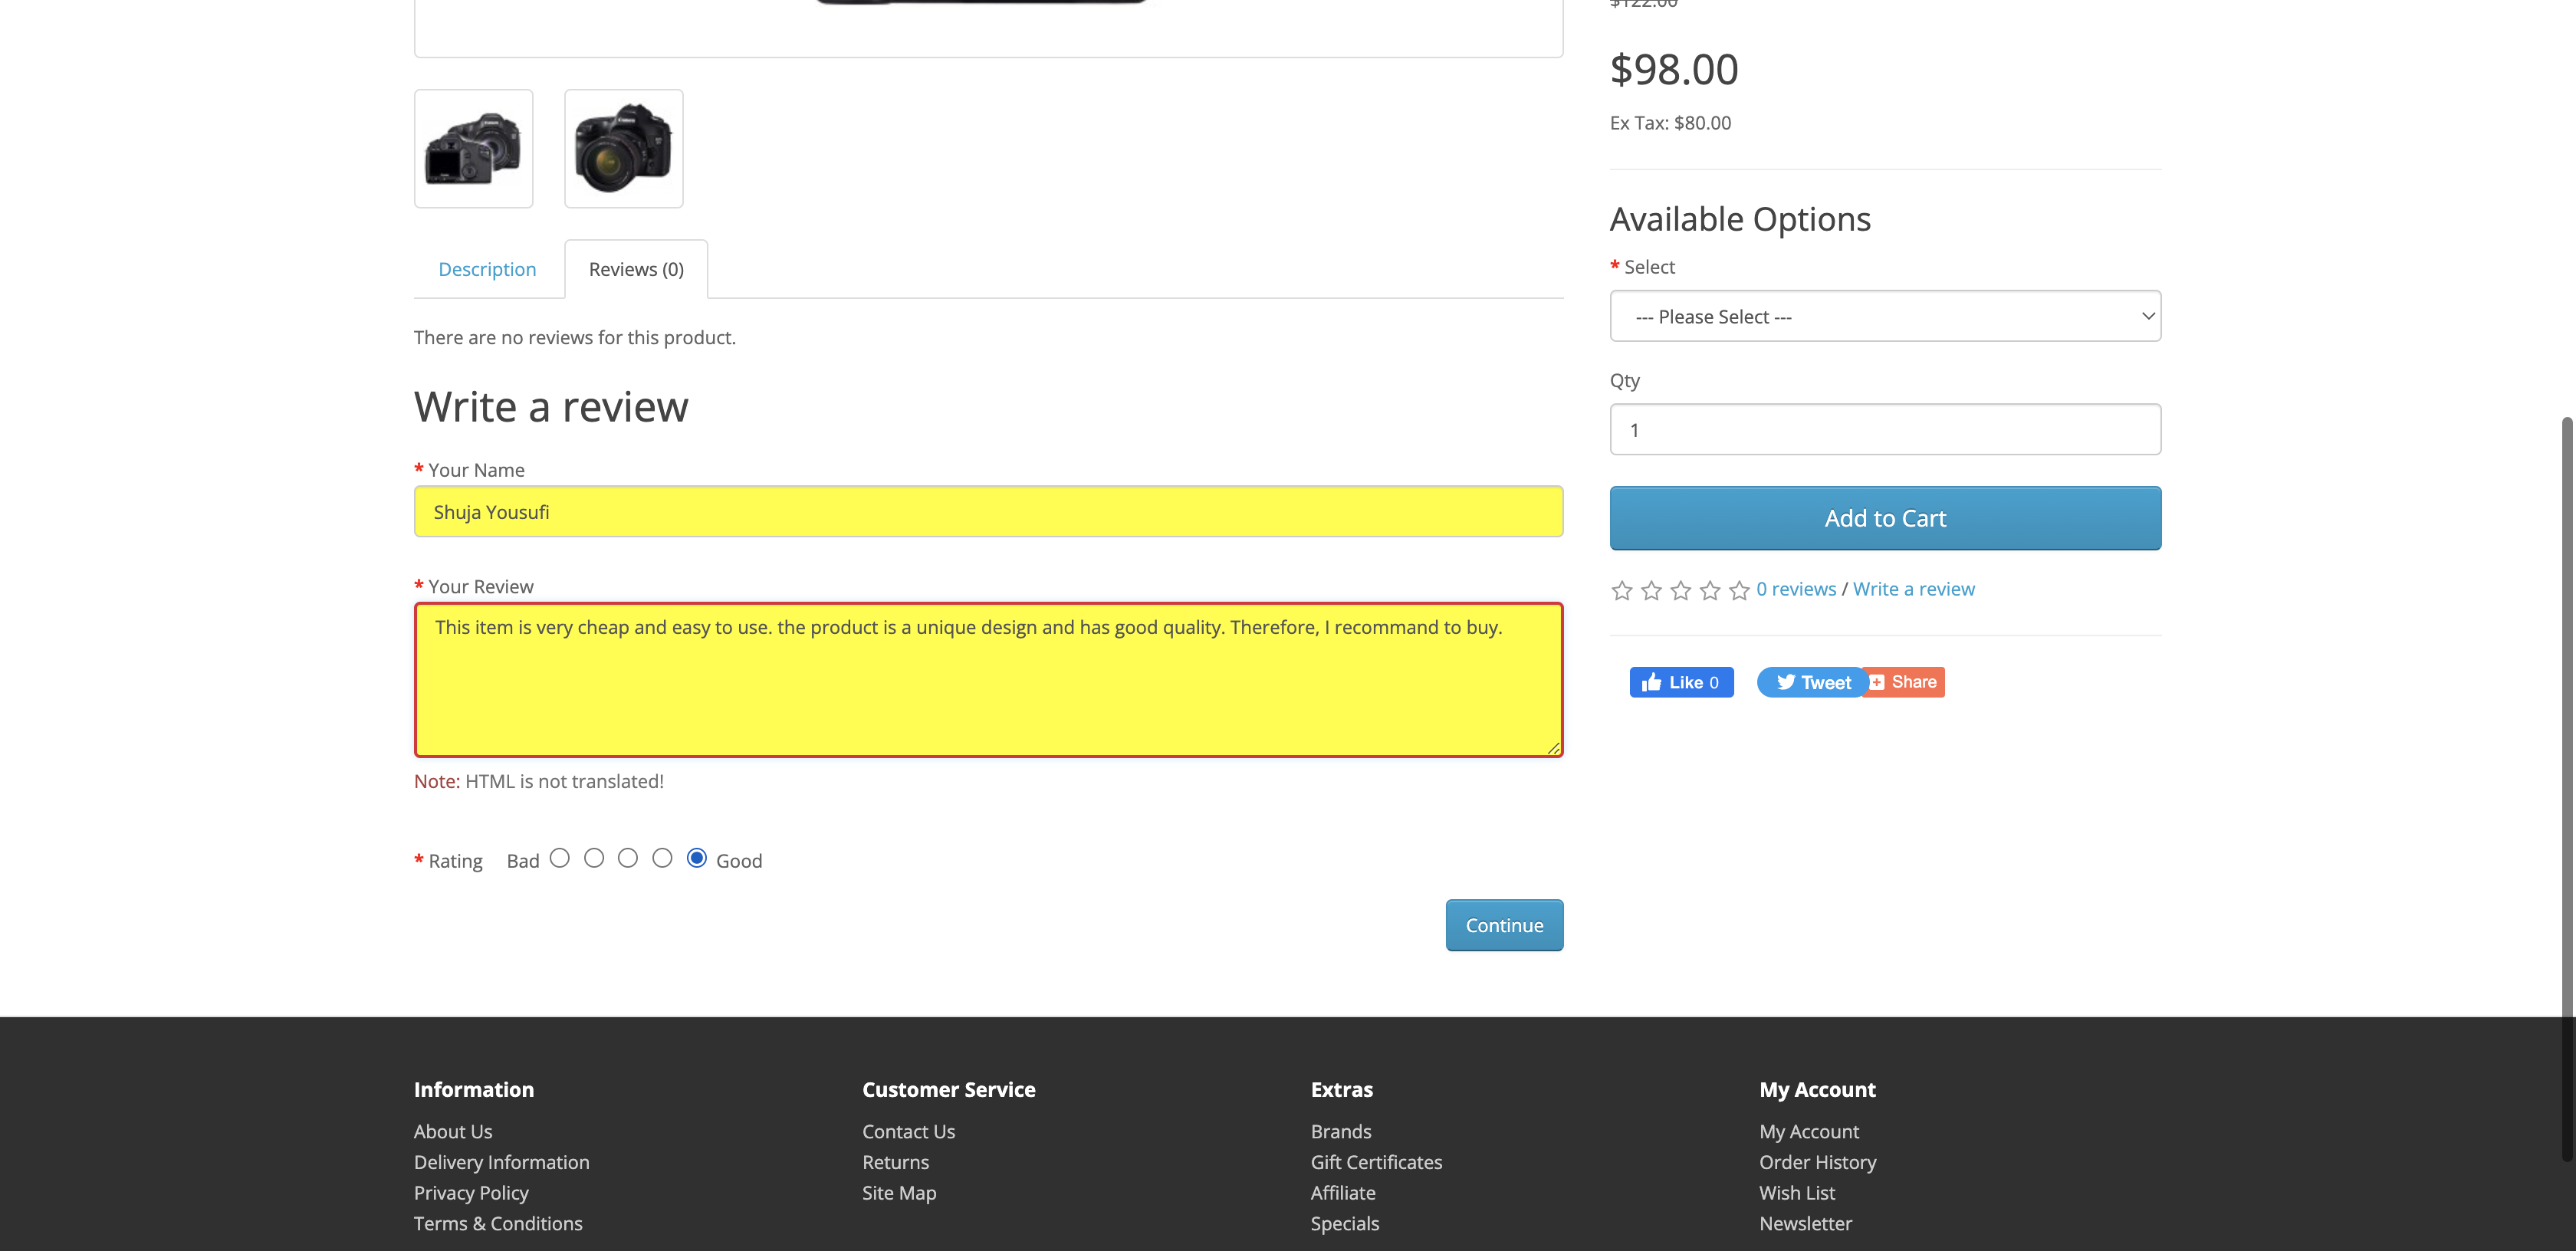 $122.00
$98.00
Ex Tax: $80.00
Available Options
* Select
--- Please Select ---
Qty
1
Add to Cart
0 reviews / Write a review
Like 0
Tweet
Share
Description
Reviews (0)
There are no reviews for this product.
Write a review
* Your Name
Shuja Yousufi
* Your Review
This item is very cheap and easy to use. the product is a unique design and has good quality. Therefore, I recommand to buy.
Note: HTML is not translated!
* Rating Bad Good
Continue
Information
About Us
Delivery Information
Privacy Policy
Terms & Conditions
Customer Service
Contact Us
Returns
Site Map
Extras
Brands
Gift Certificates
Affiliate
Specials
My Account
My Account
Order History
Wish List
Newsletter